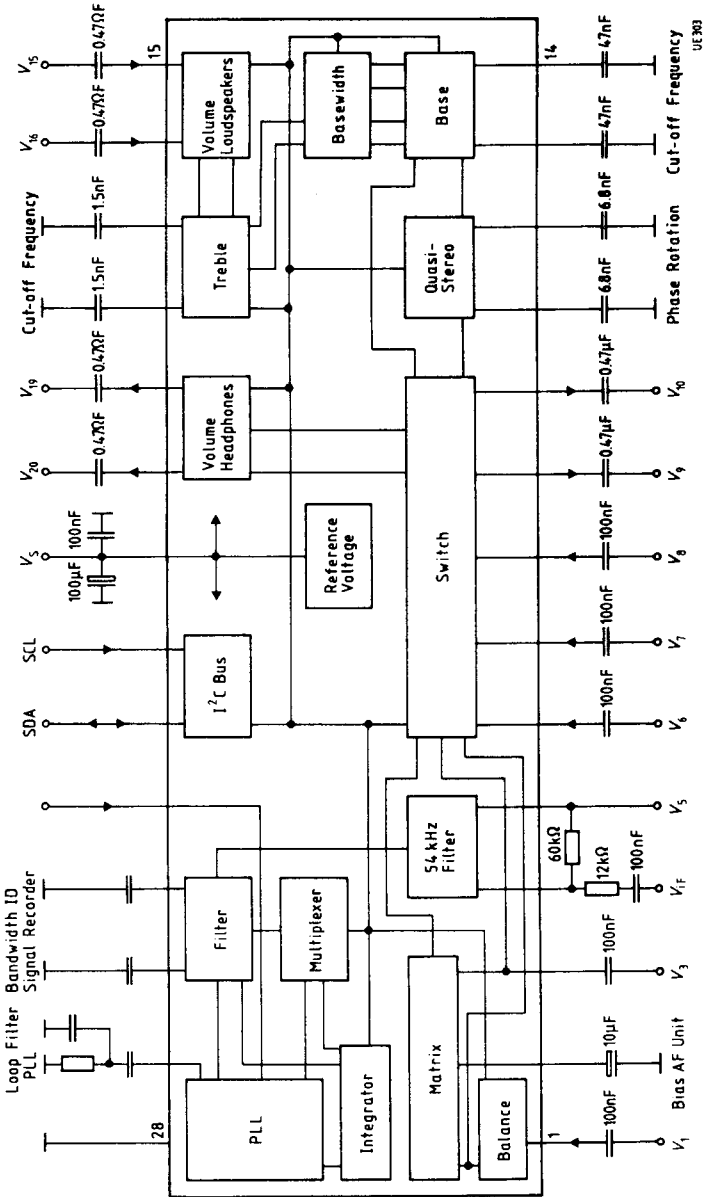 Loop Filter
PLL
Bandwidth ID
Signal Recorder
SDA
SCL
V_S
100µF
100nF
V_20
0.47ΩF
V_19
0.47ΩF
Cut-off Frequency
1.5nF
1.5nF
V_16
0.47ΩF
V_15
0.47ΩF
28
15
PLL
Filter
Multiplexer
Integrator
I²C Bus
Reference
Voltage
Volume
Headphones
Treble
Volume
Loudspeakers
Basewidth
Matrix
Balance
54 kHz
Filter
Switch
Quasi-
Stereo
Base
1
14
100nF
V_1
10µF
Bias AF Unit
100nF
V_3
60kΩ
12kΩ
100nF
V_IF
V_5
100nF
V_6
100nF
V_7
100nF
V_8
0.47µF
V_9
0.47µF
V_10
6.8nF
6.8nF
Phase Rotation
47nF
47nF
Cut-off Frequency
UE303